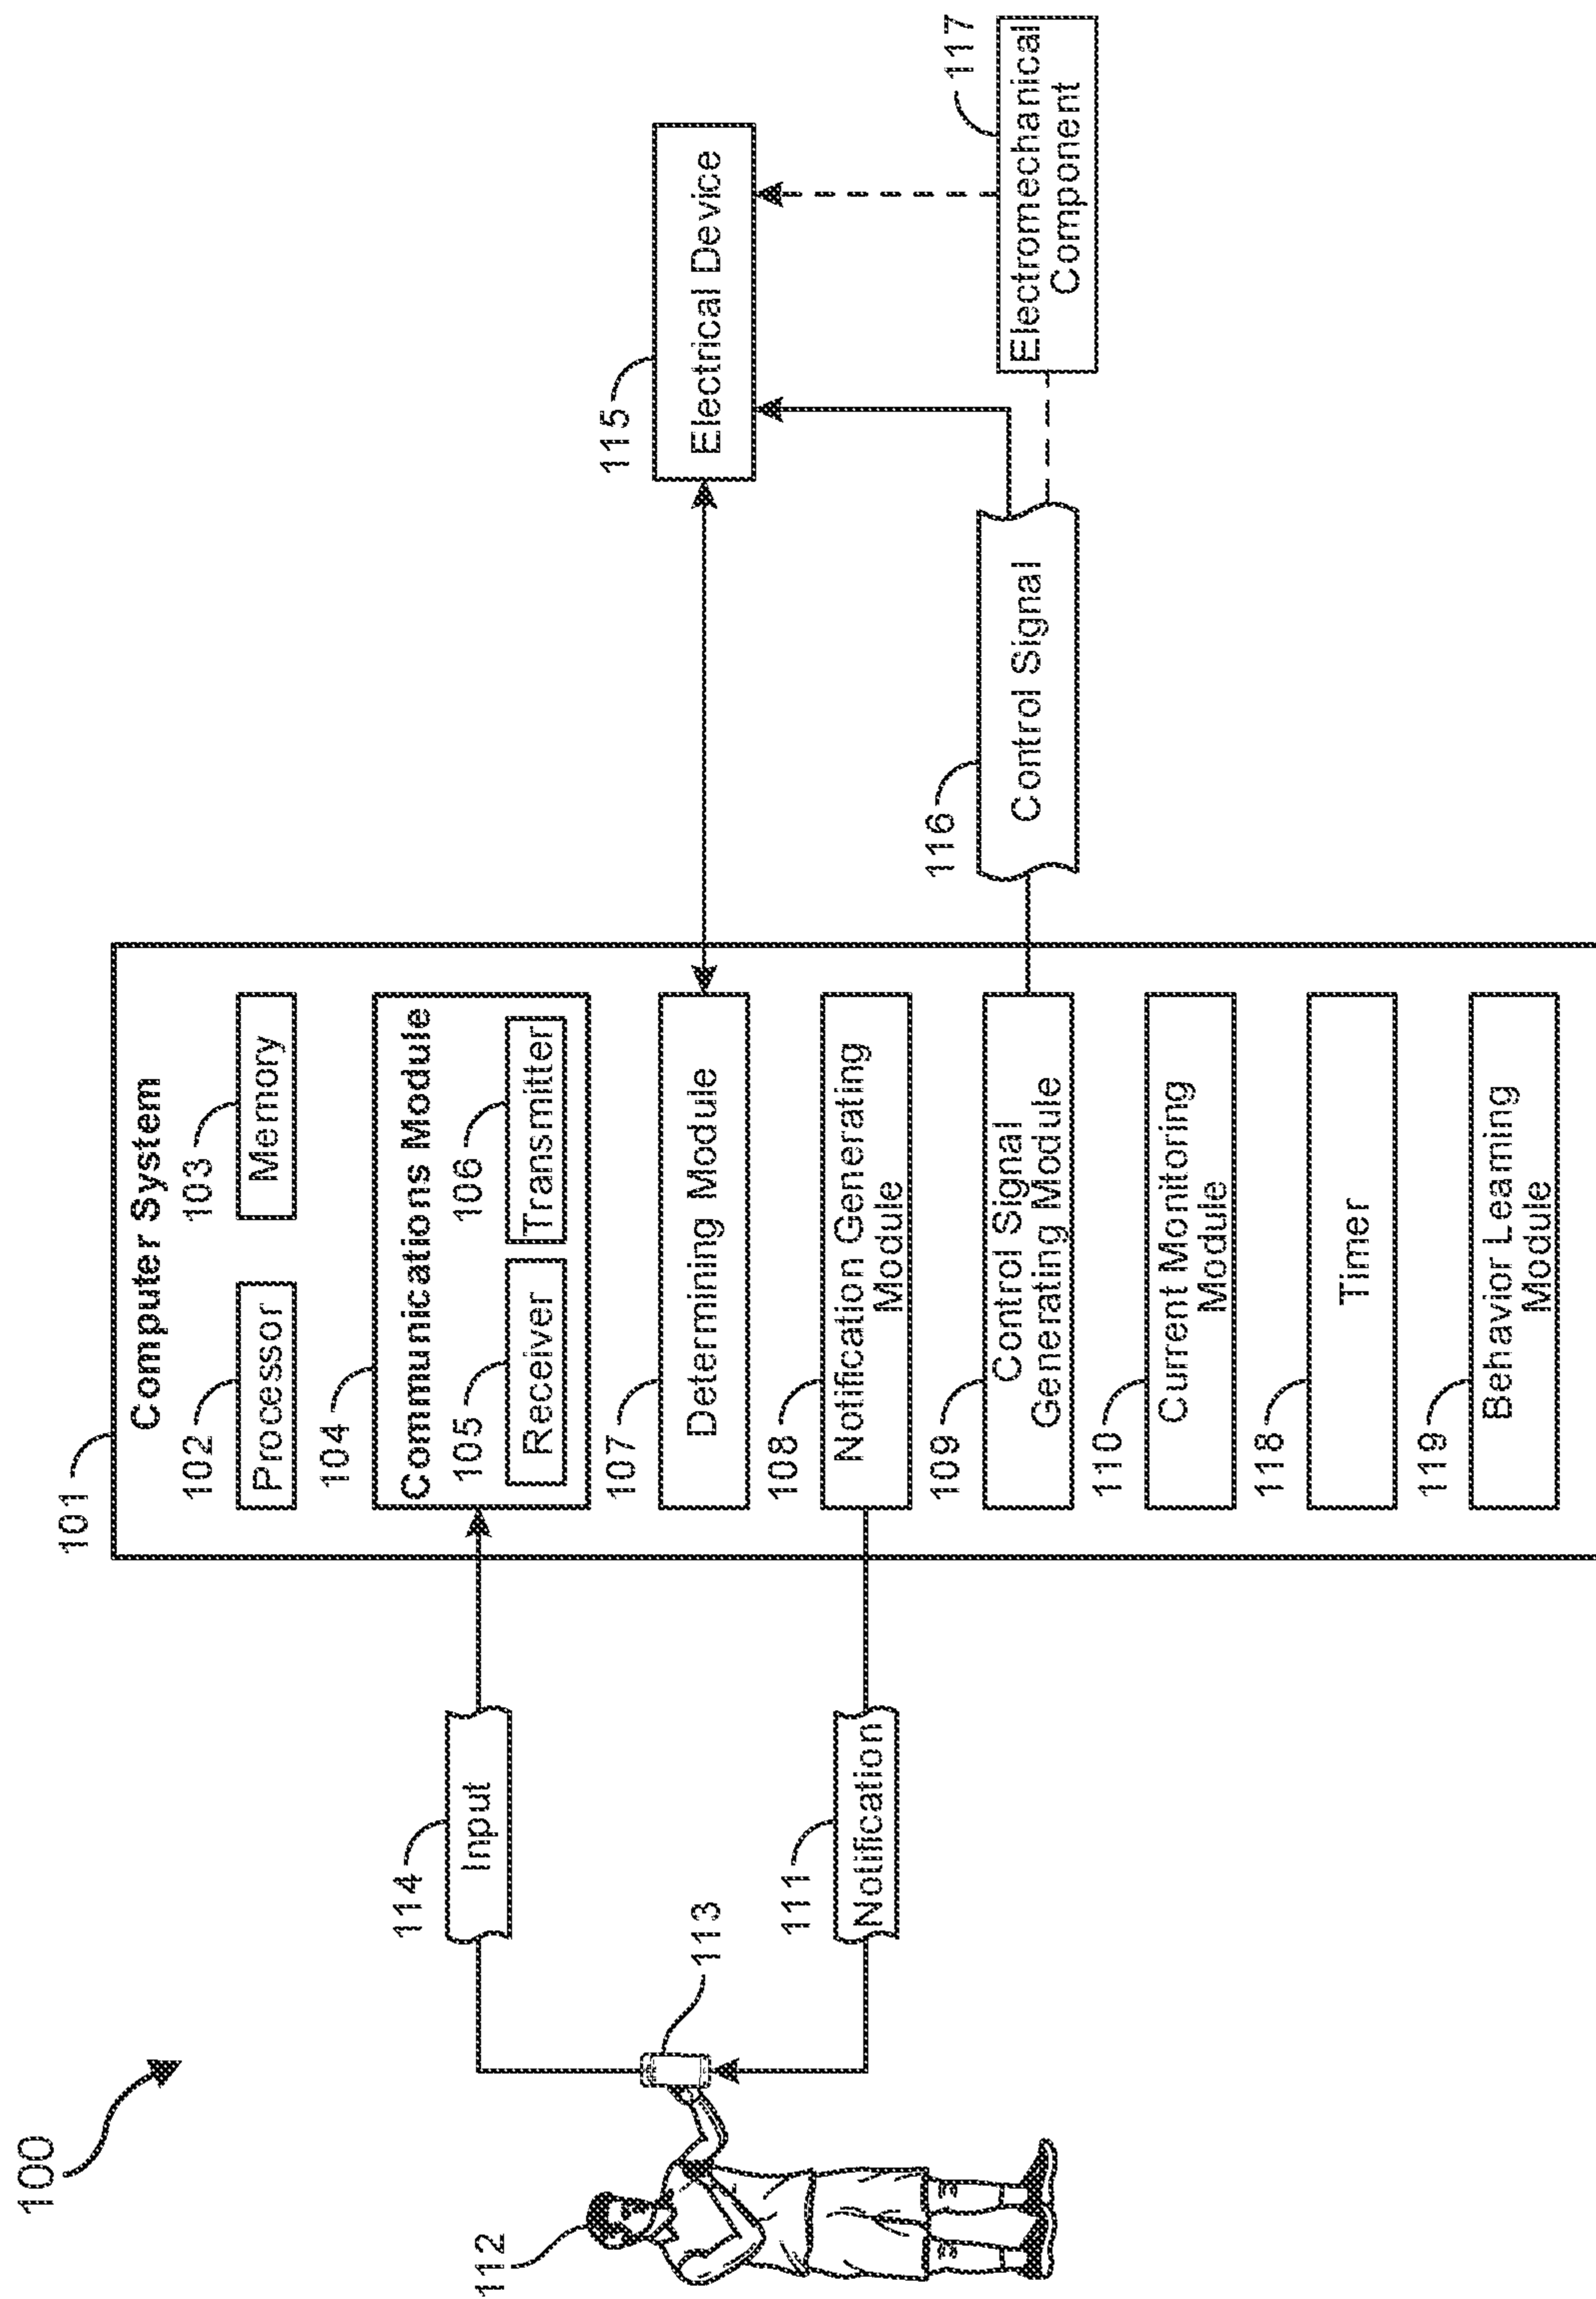 100
101
Computer System
102
Processor
103
Memory
104
Communications Module
105
Receiver
106
Transmitter
107
Determining Module
108
Notification Generating
Module
109
Control Signal
Generating Module
110
Current Monitoring
Module
118
Timer
119
Behavior Learning
Module
112
113
114
Input
111
Notification
115
Electrical Device
116
Control Signal
117
Electromechanical
Component